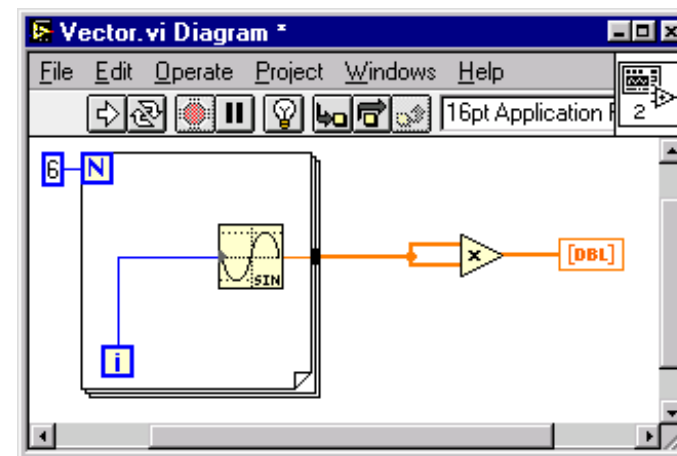 Vector.vi Diagram *
File Edit Operate Project Windows Help
16pt Application F
2
6 N
SIN
x
[DBL]
i